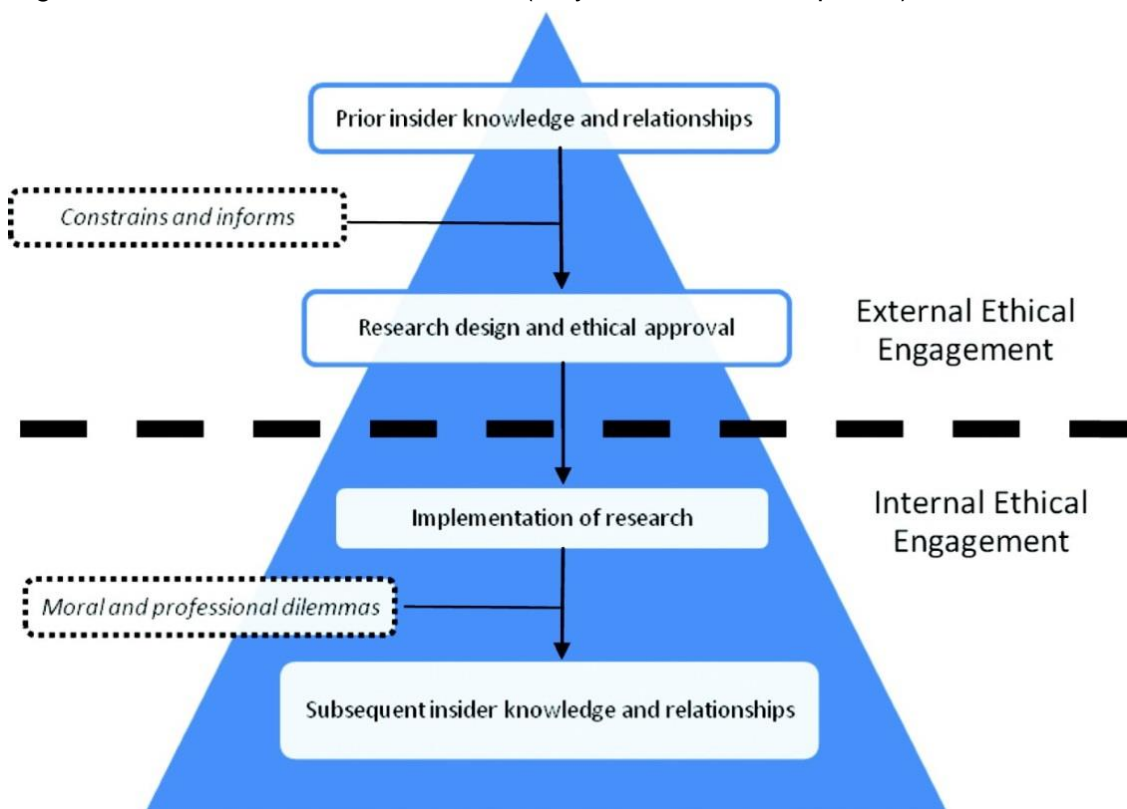 Prior insider knowledge and relationships
Constrains and informs
Research design and ethical approval
External Ethical
Engagement
Implementation of research
Internal Ethical
Engagement
Moral and professional dilemmas
Subsequent insider knowledge and relationships